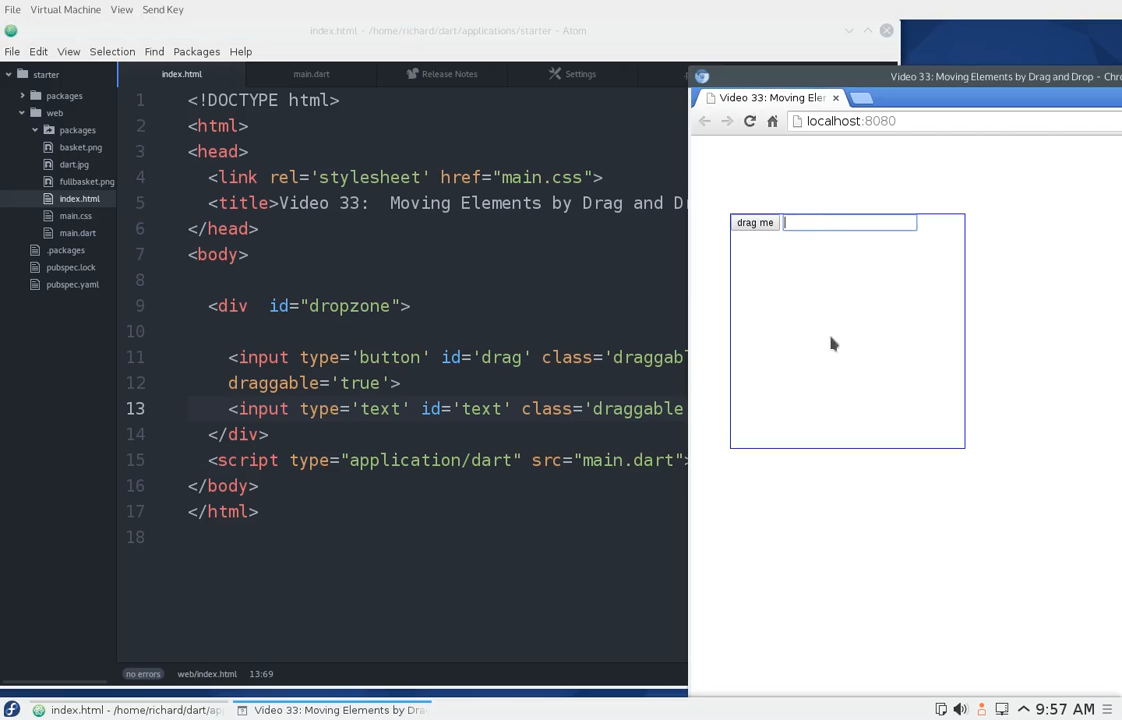 File Virtual Machine View Send Key
index.html - /home/richard/dart/applications/starter - Atom
File Edit View Selection Find Packages Help
starter
packages
web
packages
basket.png
dart.jpg
fullbasket.png
index.html
main.css
main.dart
.packages
pubspec.lock
pubspec.yaml
index.html main.dart Release Notes Settings
1 <!DOCTYPE html>
2 <html>
3 <head>
4 <link rel='stylesheet' href="main.css">
5 <title>Video 33: Moving Elements by Drag and D
6 </head>
7 <body>
8
9 <div id="dropzone">
10
11 <input type='button' id='drag' class='draggabl
12 draggable='true'>
13 <input type='text' id='text' class='draggable
14 </div>
15 <script type="application/dart" src="main.dart">
16 </body>
17 </html>
18
no errors web/index.html 13:69
Video 33: Moving Elements by Drag and Drop - Chro
Video 33: Moving Eler
localhost:8080
drag me
index.html - /home/richard/dart/ap
Video 33: Moving Elements by Dra
9:57 AM